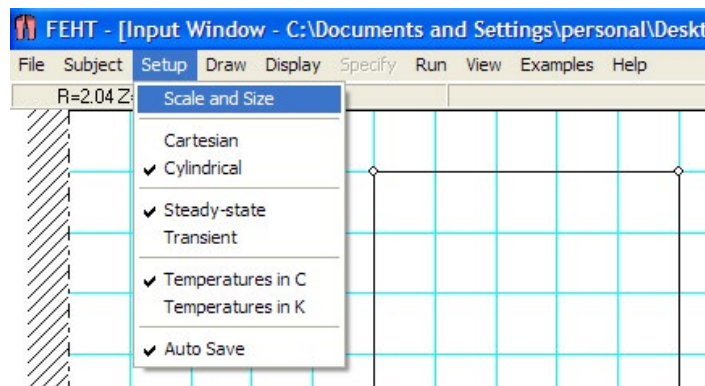 FEHT - [Input Window - C:\Documents and Settings\personal\Deskt
File Subject Setup Draw Display Specify Run View Examples Help
R=2.04 Z
Scale and Size
Cartesian
Cylindrical
Steady-state
Transient
Temperatures in C
Temperatures in K
Auto Save